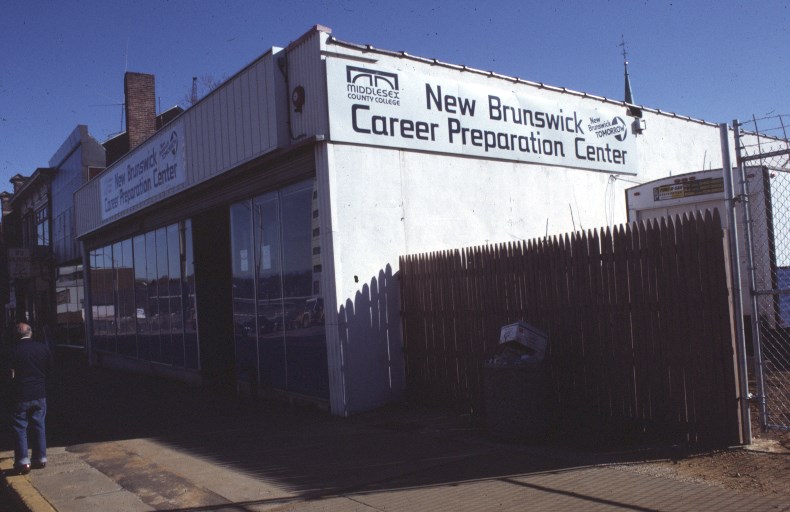 New Brunswick
Career Preparation Center
MIDDLESEX
COUNTY COLLEGE
New Brunswick
Career Preparation Center
New
Brunswick
TOMORROW